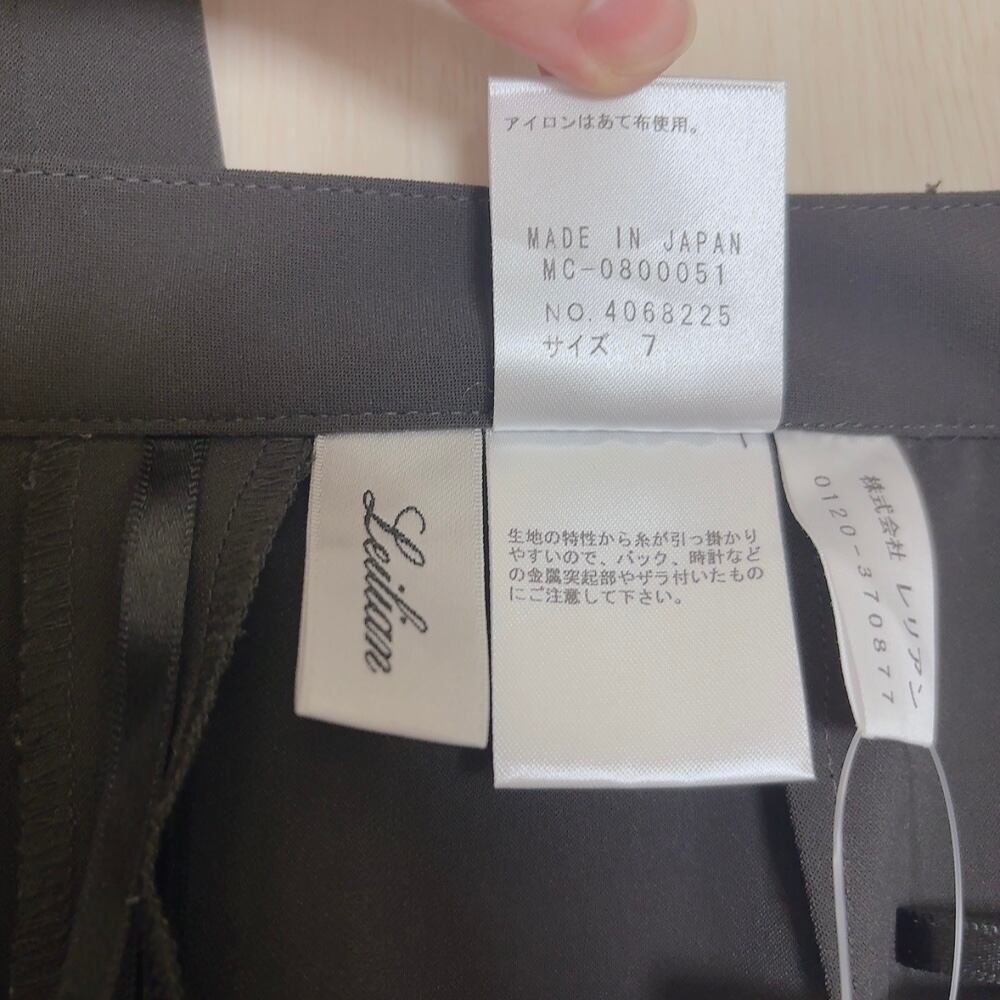 アイロンはあて布使用。
MADE IN JAPAN
MC-0800051
NO.4068225
サイズ 7
Leilian
生地の特性から糸が引っ掛かり
やすいので、バック、時計など
の金属突起部やザラ付いたもの
にご注意して下さい。
株式会社 レリアン
0120-370877